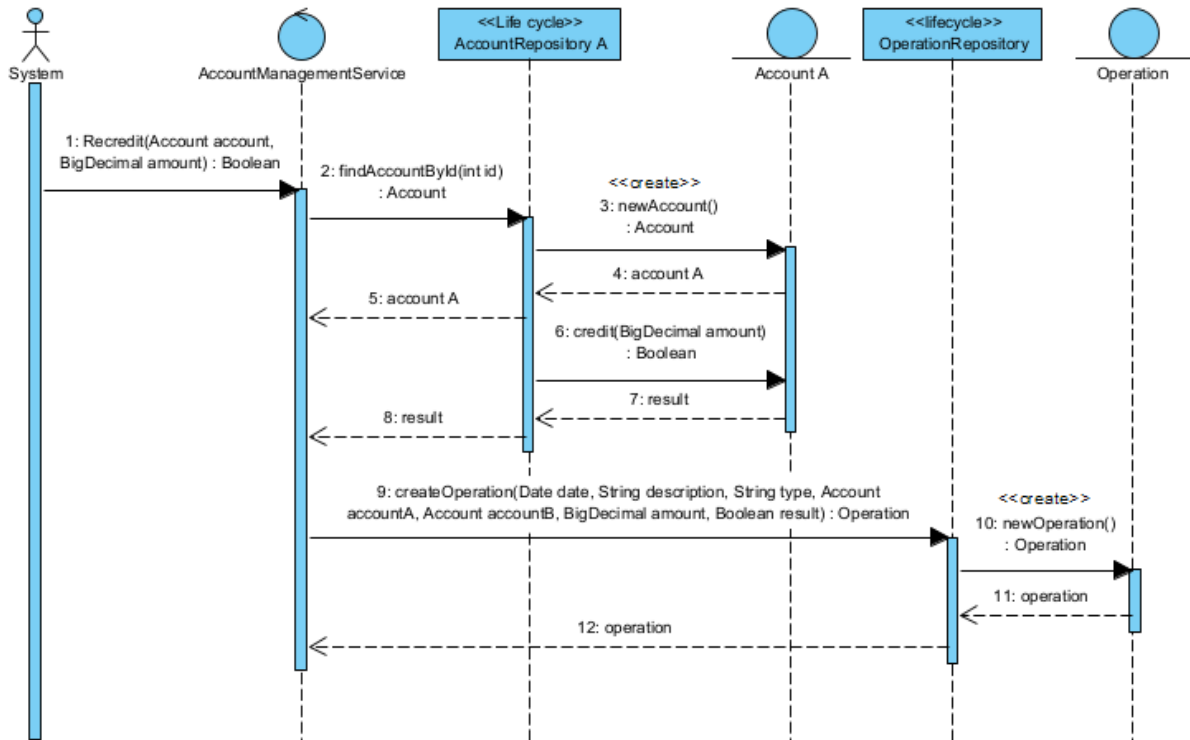 <<Life cycle>>
AccountRepository A
<<lifecycle>>
OperationRepository
System
AccountManagementService
Account A
Operation
1: Recredit(Account account,
BigDecimal amount) : Boolean
2: findAccountById(int id)
: Account
<<create>>
3: newAccount()
: Account
4: account A
5: account A
6: credit(BigDecimal amount)
: Boolean
7: result
8: result
9: createOperation(Date date, String description, String type, Account
accountA, Account accountB, BigDecimal amount, Boolean result) : Operation
<<create>>
10: newOperation()
: Operation
11: operation
12: operation